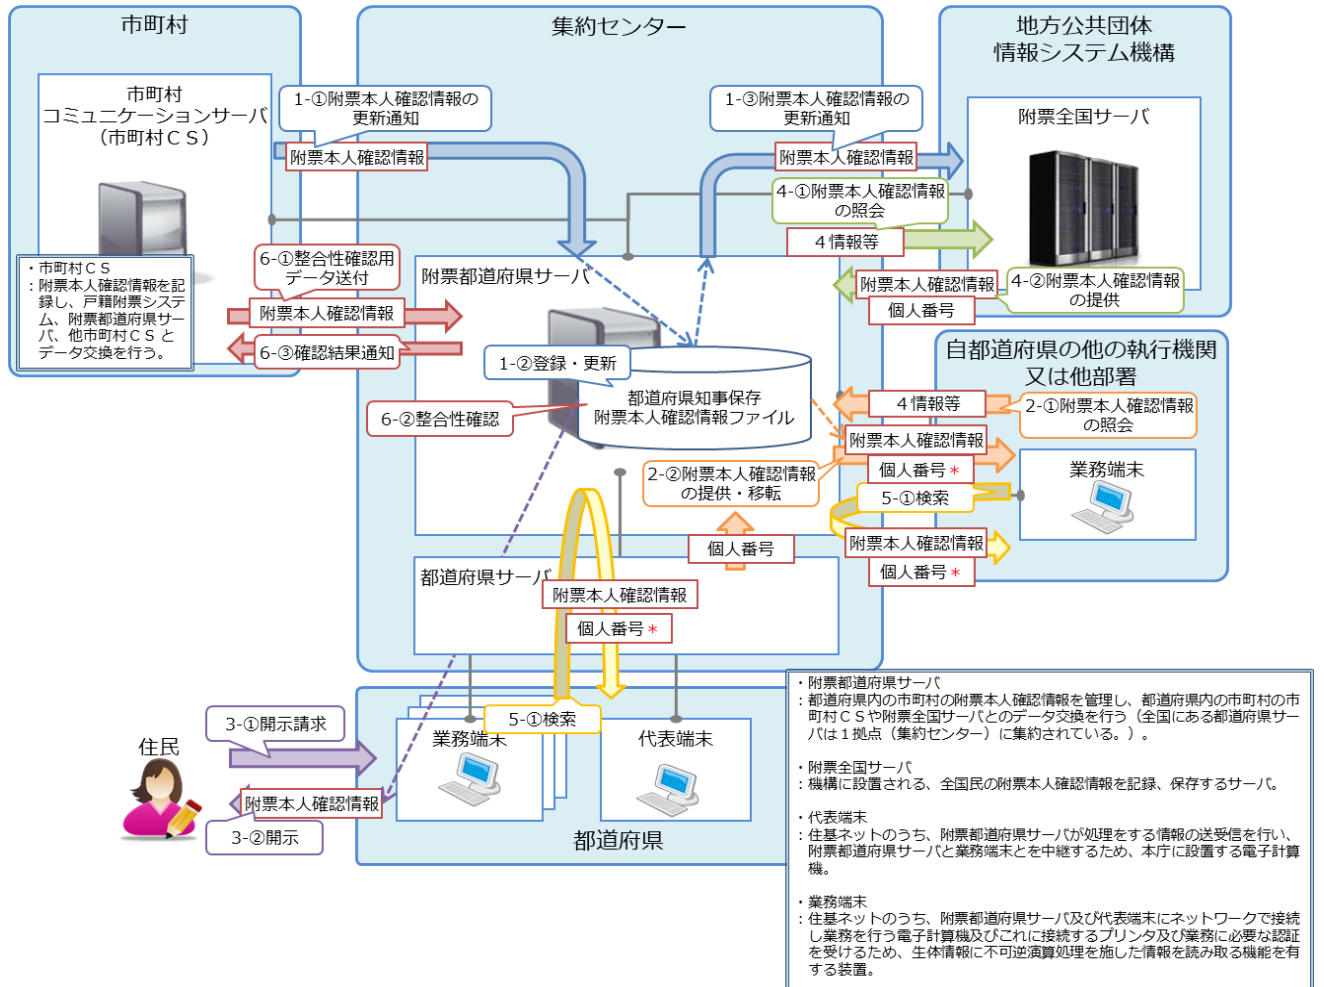 市町村
集約センター
地方公共団体
情報システム機構
市町村
コミュニケーションサーバ
（市町村ＣＳ）
1-①附票本人確認情報の
更新通知
附票本人確認情報
1-③附票本人確認情報の
更新通知
附票本人確認情報
附票全国サーバ
4-①附票本人確認情報
の照会
４情報等
附票本人確認情報
個人番号
4-②附票本人確認情報
の提供
・市町村ＣＳ
：附票本人確認情報を記
録し、戸籍附票システ
ム、附票都道府県サー
バ、他市町村ＣＳと
データ交換を行う。
6-①整合性確認用
データ送付
附票本人確認情報
6-③確認結果通知
附票都道府県サーバ
1-②登録・更新
都道府県知事保存
附票本人確認情報ファイル
6-②整合性確認
自都道府県の他の執行機関
又は他部署
４情報等
2-①附票本人確認情報
の照会
附票本人確認情報
個人番号＊
2-②附票本人確認情報
の提供・移転
業務端末
5-①検索
附票本人確認情報
個人番号＊
個人番号
都道府県サーバ
附票本人確認情報
個人番号＊
5-①検索
業務端末
代表端末
都道府県
住民
3-①開示請求
附票本人確認情報
3-②開示
・附票都道府県サーバ
：都道府県内の市町村の附票本人確認情報を管理し、都道府県内の市町村の市
町村ＣＳや附票全国サーバとのデータ交換を行う（全国にある都道府県サー
バは１拠点（集約センター）に集約されている。）。
・附票全国サーバ
：機構に設置される、全国民の附票本人確認情報を記録、保存するサーバ。
・代表端末
：住基ネットのうち、附票都道府県サーバが処理をする情報の送受信を行い、
附票都道府県サーバと業務端末とを中継するため、本庁に設置する電子計算
機。
・業務端末
：住基ネットのうち、附票都道府県サーバ及び代表端末にネットワークで接続
し業務を行う電子計算機及びこれに接続するプリンタ及び業務に必要な認証
を受けるため、生体情報に不可逆演算処理を施した情報を読み取る機能を有
する装置。